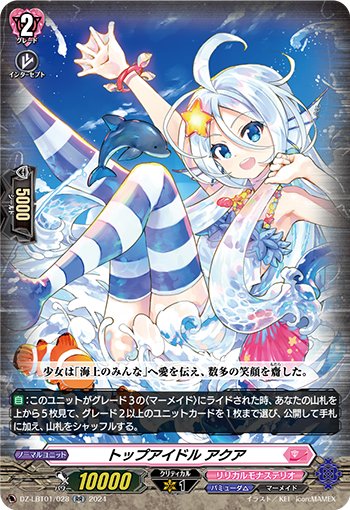 2
グレード
インターセプト
5000
シールド
少女は「海上のみんな」へ愛を伝え、数多の笑顔を齎した。
自:このユニットがグレード3の〈マーメイド〉にライドされた時、あなたの山札を
上から5枚見て、グレード2以上のユニットカードを1枚まで選び、公開して手札
に加え、山札をシャッフルする。
ノーマルユニット
トップアイドル アクア
パワー 10000
クリティカル 1
リリカルモナステリオ
バミューダ△ マーメイド
DZ-LBT01/028 RR 2024
イラスト／KEI icon:MAMEX